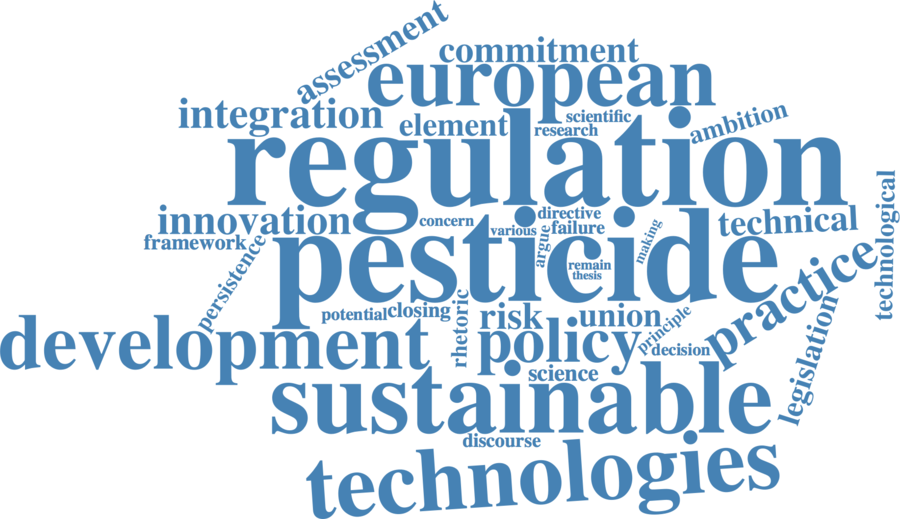 assessment
commitment
european
integration
element
scientific
research
ambition
regulation
innovation
concern
directive
various
failure
argue
making
technical
technological
framework
persistence
pesticide
remain
thesis
practice
potential
closing
rhetoric
risk
union
principle
legislation
development
policy
decision
science
sustainable
discourse
technologies